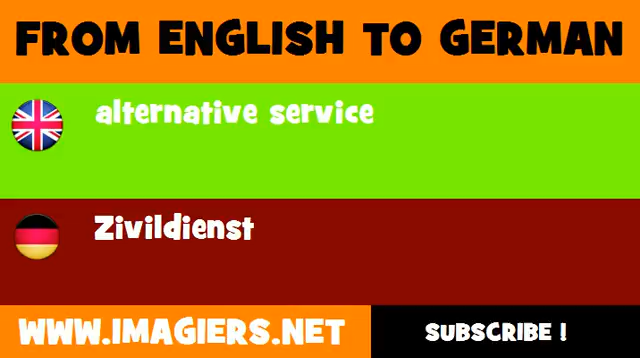 FROM ENGLISH TO GERMAN
alternative service
Zivildienst
WWW.IMAGIERS.NET
SUBSCRIBE !